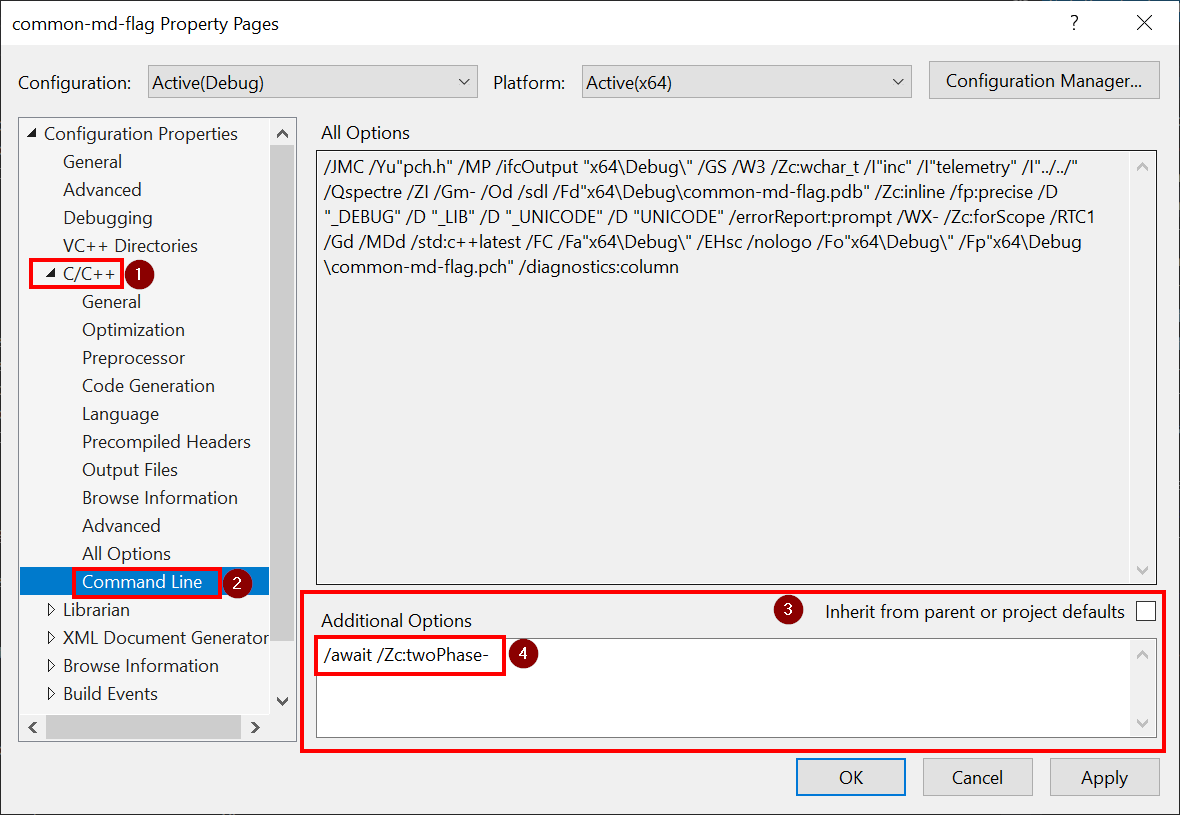 common-md-flag Property Pages
?
Configuration:
Active(Debug)
Platform:
Active(x64)
Configuration Manager...
Configuration Properties
General
Advanced
Debugging
VC++ Directories
C/C++
1
General
Optimization
Preprocessor
Code Generation
Language
Precompiled Headers
Output Files
Browse Information
Advanced
All Options
Command Line
2
Librarian
XML Document Generator
Browse Information
Build Events
All Options
/JMC /Yu"pch.h" /MP /ifcOutput "x64\Debug\" /GS /W3 /Zc:wchar_t /I"inc" /I"telemetry" /I"../../"
/Qspectre /ZI /Gm- /Od /sdl /Fd"x64\Debug\common-md-flag.pdb" /Zc:inline /fp:precise /D
"_DEBUG" /D "_LIB" /D "_UNICODE" /D "UNICODE" /errorReport:prompt /WX- /Zc:forScope /RTC1
/Gd /MDd /std:c++latest /FC /Fa"x64\Debug\" /EHsc /nologo /Fo"x64\Debug\" /Fp"x64\Debug
\common-md-flag.pch" /diagnostics:column
Additional Options
3
Inherit from parent or project defaults
/await /Zc:twoPhase-
4
OK
Cancel
Apply